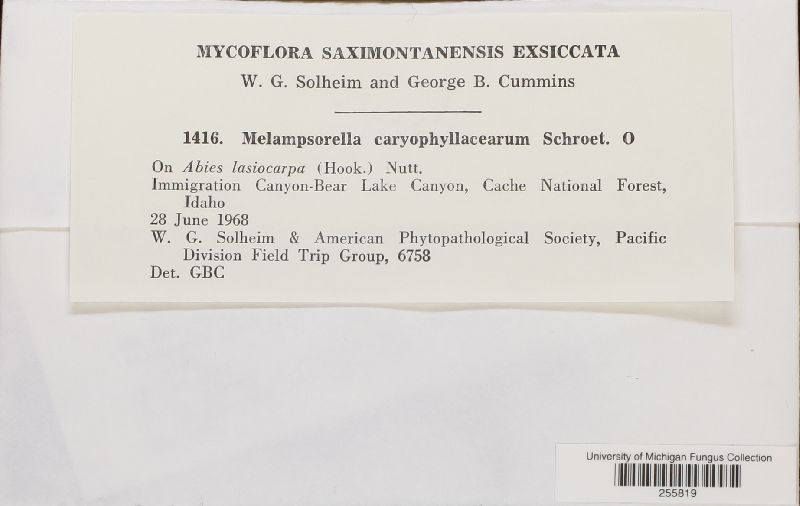 MYCOFLORA SAXIMONTANENSIS EXSICCATA
W. G. Solheim and George B. Cummins
1416. Melampsorella caryophyllacearum Schroet. O
On Abies lasiocarpa (Hook.) Nutt.
Immigration Canyon-Bear Lake Canyon, Cache National Forest,
Idaho
28 June 1968
W. G. Solheim & American Phytopathological Society, Pacific
Division Field Trip Group, 6758
Det. GBC
University of Michigan Fungus Collection
255819